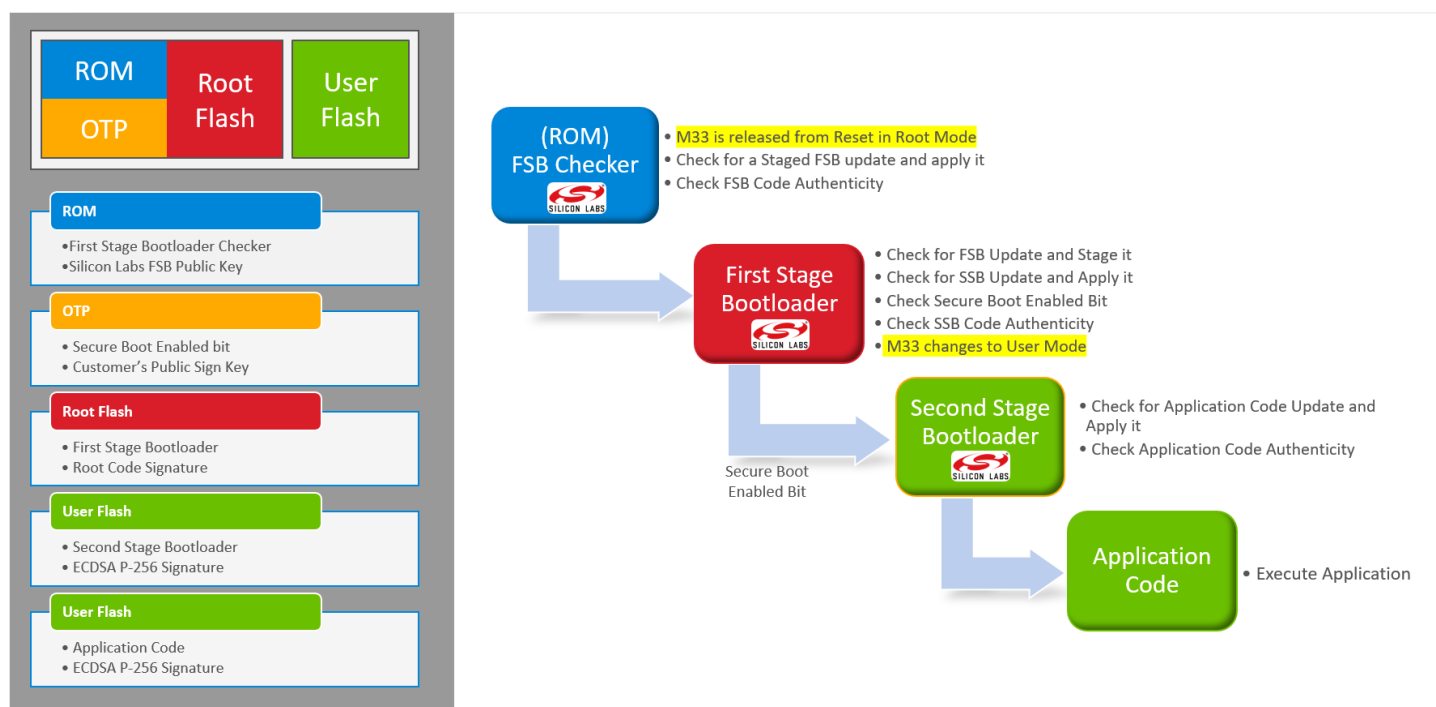 ROM
OTP
Root
Flash
User
Flash
ROM
•First Stage Bootloader Checker
•Silicon Labs FSB Public Key
OTP
• Secure Boot Enabled bit
• Customer's Public Sign Key
Root Flash
• First Stage Bootloader
• Root Code Signature
User Flash
• Second Stage Bootloader
• ECDSA P-256 Signature
User Flash
• Application Code
• ECDSA P-256 Signature
(ROM)
FSB Checker
SILICON LABS
• M33 is released from Reset in Root Mode
• Check for a Staged FSB update and apply it
• Check FSB Code Authenticity
First Stage
Bootloader
SILICON LABS
• Check for FSB Update and Stage it
• Check for SSB Update and Apply it
• Check Secure Boot Enabled Bit
• Check SSB Code Authenticity
• M33 changes to User Mode
Secure Boot
Enabled Bit
Second Stage
Bootloader
SILICON LABS
• Check for Application Code Update and
Apply it
• Check Application Code Authenticity
Application
Code
• Execute Application